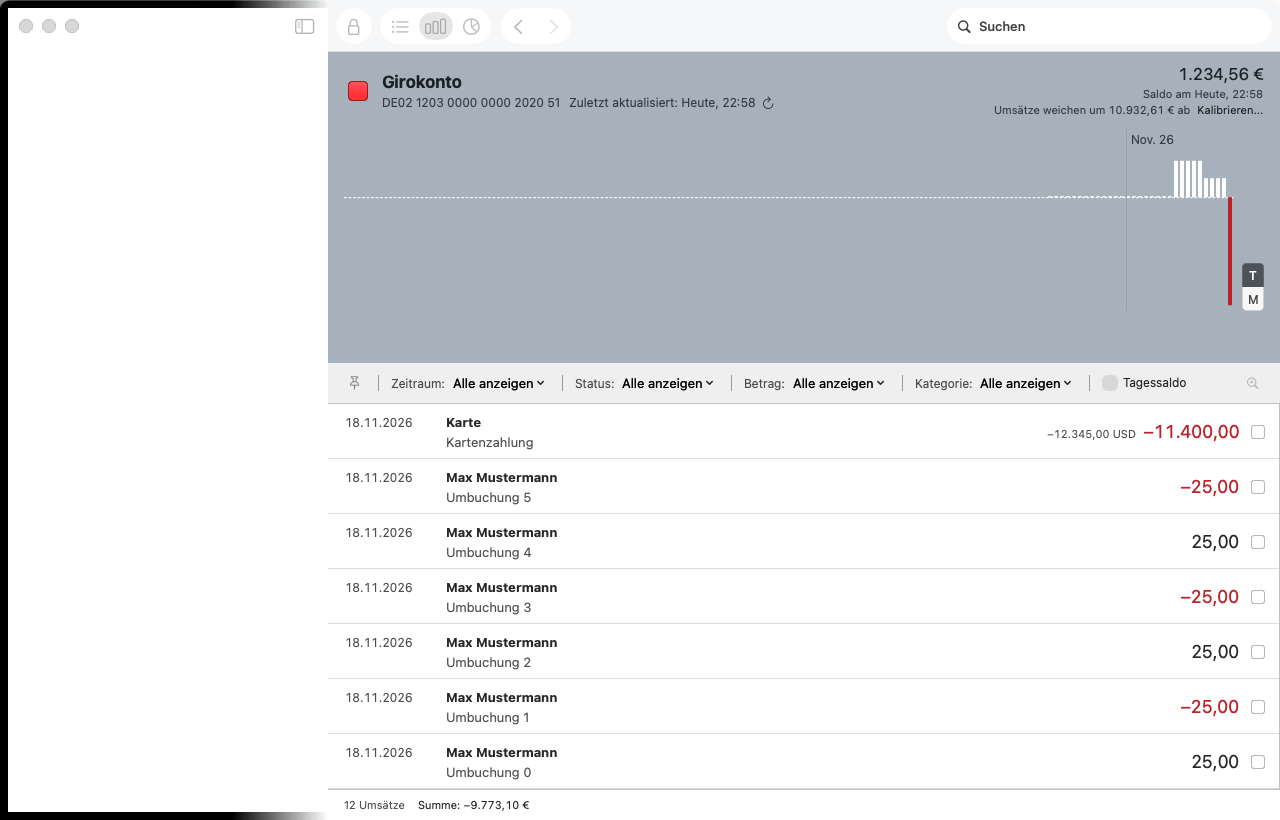 Suchen
Girokonto
DE02 1203 0000 0000 2020 51 Zuletzt aktualisiert: Heute, 22:58
1.234,56 €
Saldo am Heute, 22:58
Umsätze weichen um 10.932,61 € ab Kalibrieren...
Nov. 26
T
M
Zeitraum: Alle anzeigen Status: Alle anzeigen Betrag: Alle anzeigen Kategorie: Alle anzeigen Tagessaldo
18.11.2026 Karte −12.345,00 USD −11.400,00
Kartenzahlung
18.11.2026 Max Mustermann −25,00
Umbuchung 5
18.11.2026 Max Mustermann 25,00
Umbuchung 4
18.11.2026 Max Mustermann −25,00
Umbuchung 3
18.11.2026 Max Mustermann 25,00
Umbuchung 2
18.11.2026 Max Mustermann −25,00
Umbuchung 1
18.11.2026 Max Mustermann 25,00
Umbuchung 0
12 Umsätze Summe: −9.773,10 €